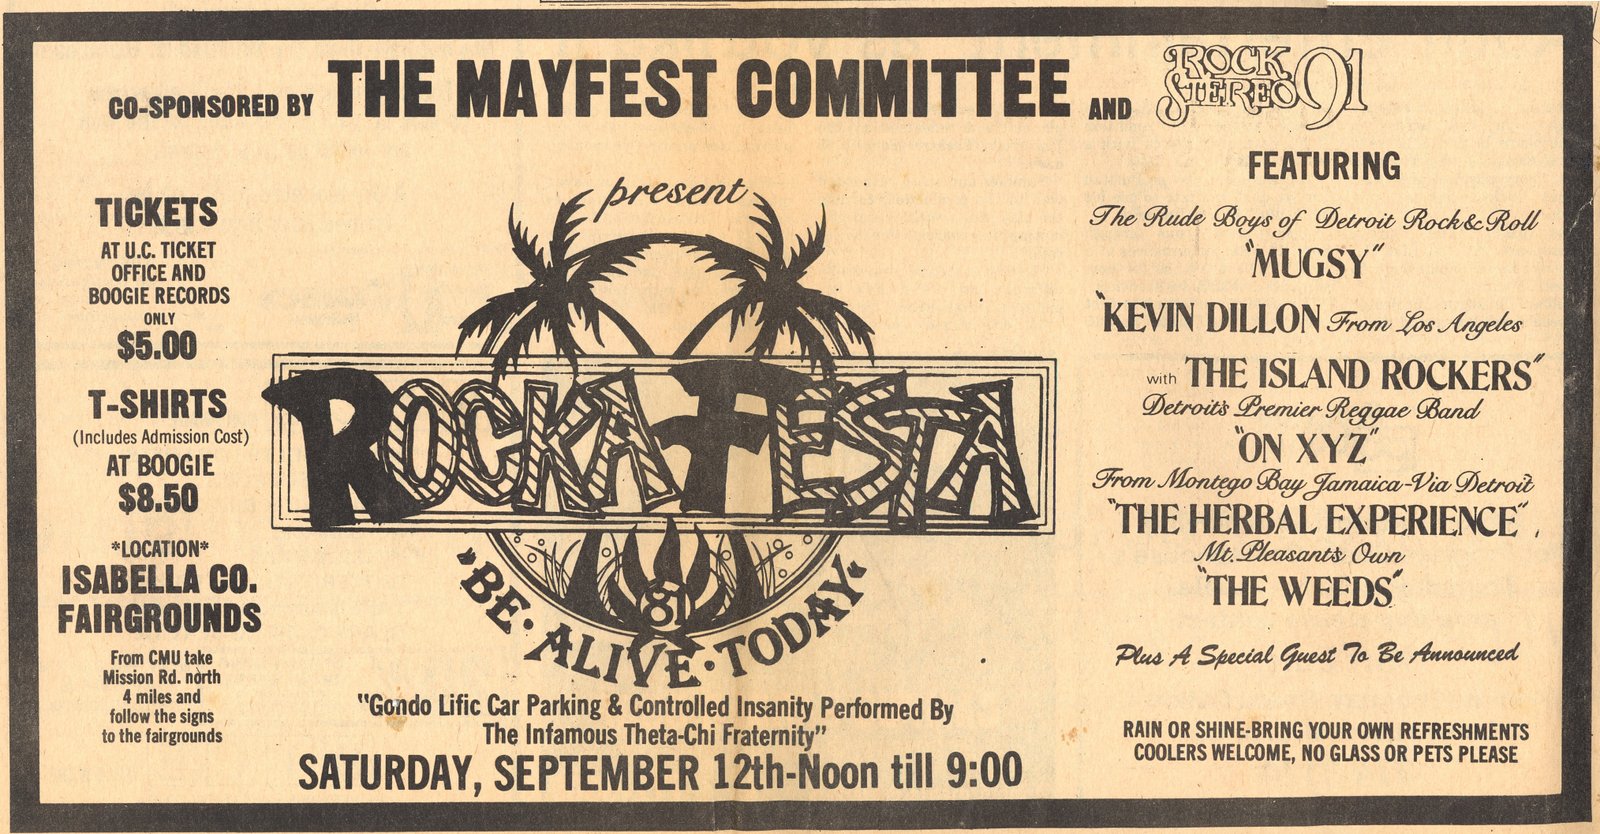 CO-SPONSORED BY THE MAYFEST COMMITTEE AND ROCK STEREO 91
present
TICKETS
AT U.C. TICKET
OFFICE AND
BOOGIE RECORDS
ONLY
$5.00
T-SHIRTS
(Includes Admission Cost)
AT BOOGIE
$8.50
*LOCATION*
ISABELLA CO.
FAIRGROUNDS
From CMU take
Mission Rd. north
4 miles and
follow the signs
to the fairgrounds
ROCKAFESTA
81
"BE · ALIVE · TODAY"
"Gondo Lific Car Parking & Controlled Insanity Performed By
The Infamous Theta-Chi Fraternity"
SATURDAY, SEPTEMBER 12th-Noon till 9:00
FEATURING
The Rude Boys of Detroit Rock & Roll
"MUGSY"
"KEVIN DILLON From Los Angeles
with THE ISLAND ROCKERS"
Detroit's Premier Reggae Band
"ON XYZ"
From Montego Bay Jamaica-Via Detroit
"THE HERBAL EXPERIENCE"
Mt. Pleasant's Own
"THE WEEDS"
Plus A Special Guest To Be Announced
RAIN OR SHINE-BRING YOUR OWN REFRESHMENTS
COOLERS WELCOME, NO GLASS OR PETS PLEASE